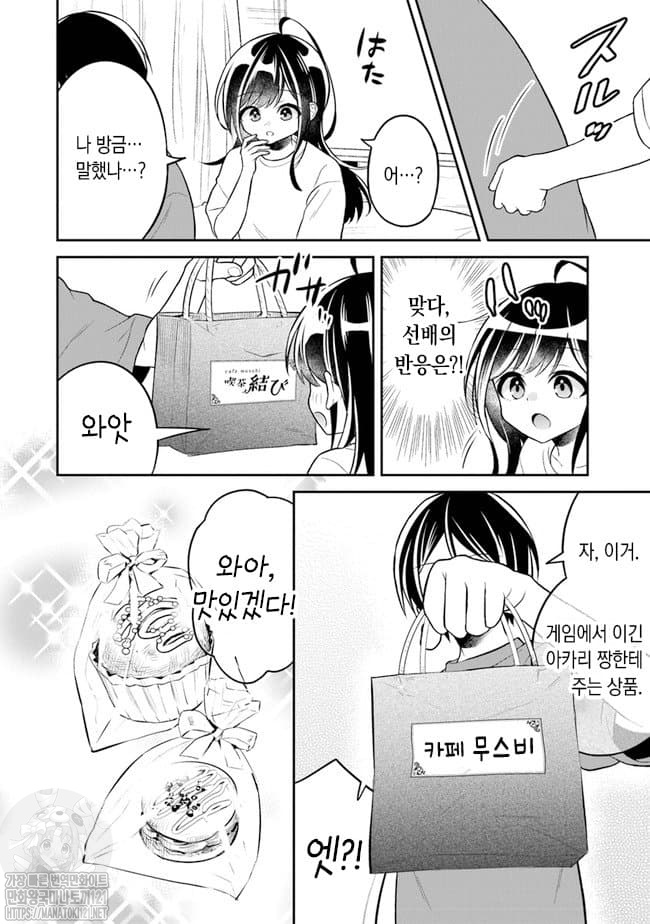 スルッ
はた
어…?
나 방금…
말했나…?
맞다,
선배의
반응은?!
ガサッ
cafe musubi
喫茶 結び
와앗
자, 이거.
게임에서 이긴
아카리 짱한테
주는 상품.
카페 무스비
엣?!
와아,
맛있겠다!
가장 빠른 번역만화사이트
만화왕국마나토끼121
HTTPS://MANATOKI121.NET